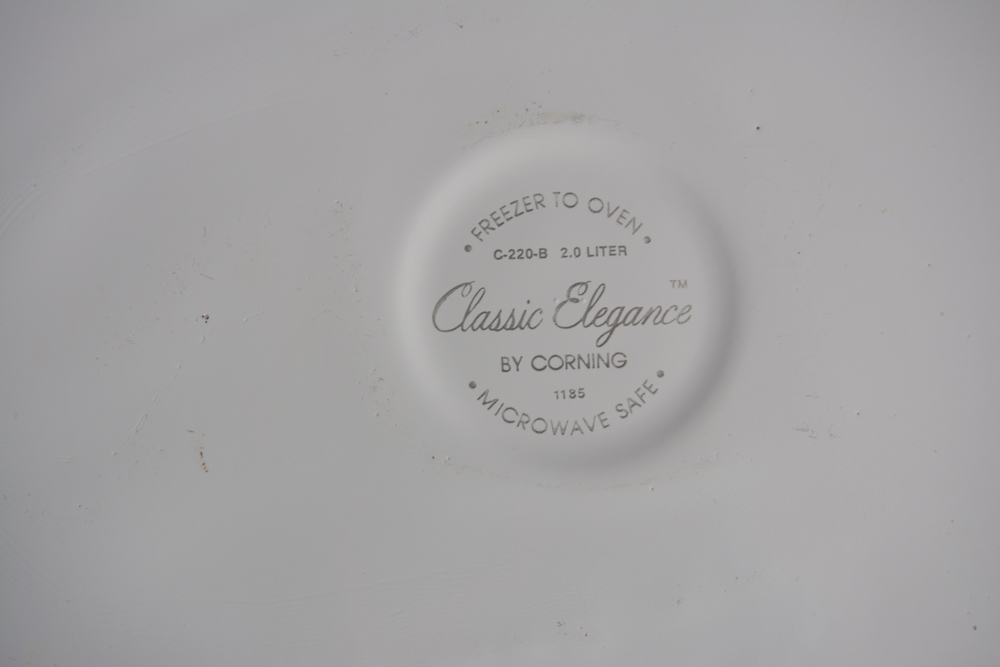 • FREEZER TO OVEN •
C-220-B 2.0 LITER
Classic Elegance™
BY CORNING
1185
• MICROWAVE SAFE •